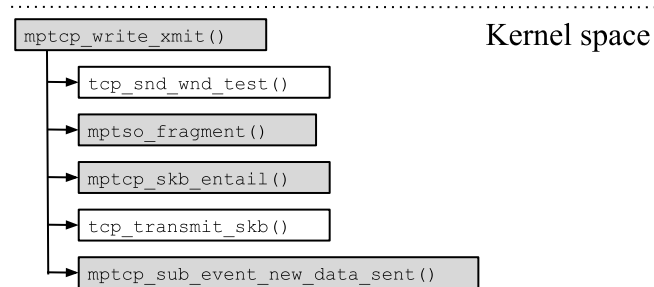 mptcp_write_xmit()
Kernel space
tcp_snd_wnd_test()
mptso_fragment()
mptcp_skb_entail()
tcp_transmit_skb()
mptcp_sub_event_new_data_sent()